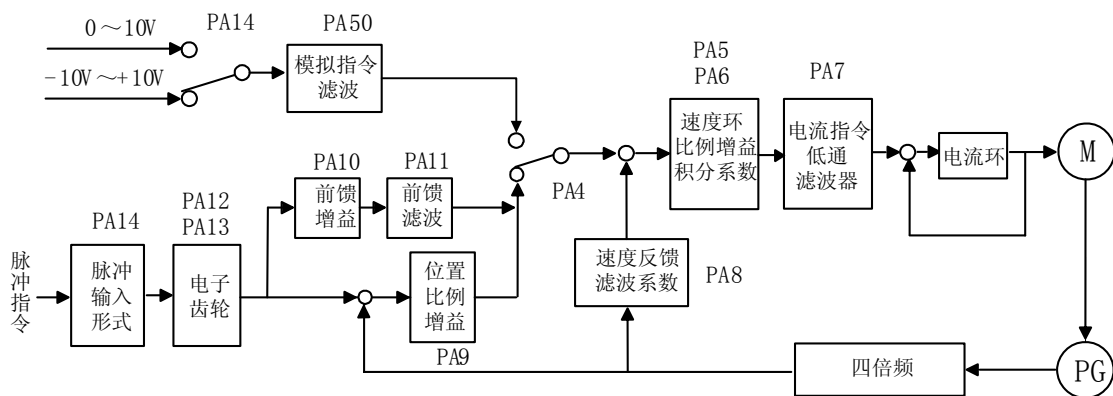 0～10V
PA14
-10V～+10V
PA50
模拟指令
滤波
PA5
PA6
速度环
比例增益
积分系数
PA7
电流指令
低通
滤波器
电流环
M
PA4
PA10
前馈
增益
PA11
前馈
滤波
PA12
PA13
电子
齿轮
PA14
脉冲
输入
形式
脉冲指令
位置
比例
增益
PA9
速度反馈
滤波系数
PA8
四倍频
PG